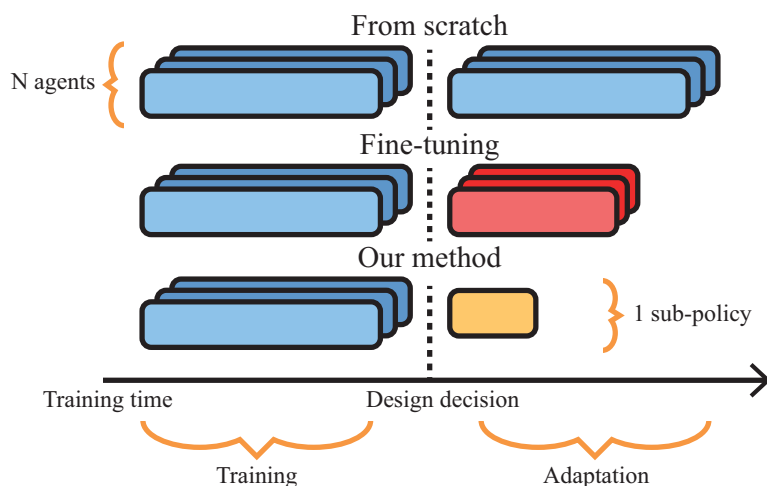 From scratch
N agents
Fine-tuning
Our method
1 sub-policy
Training time
Design decision
Training
Adaptation